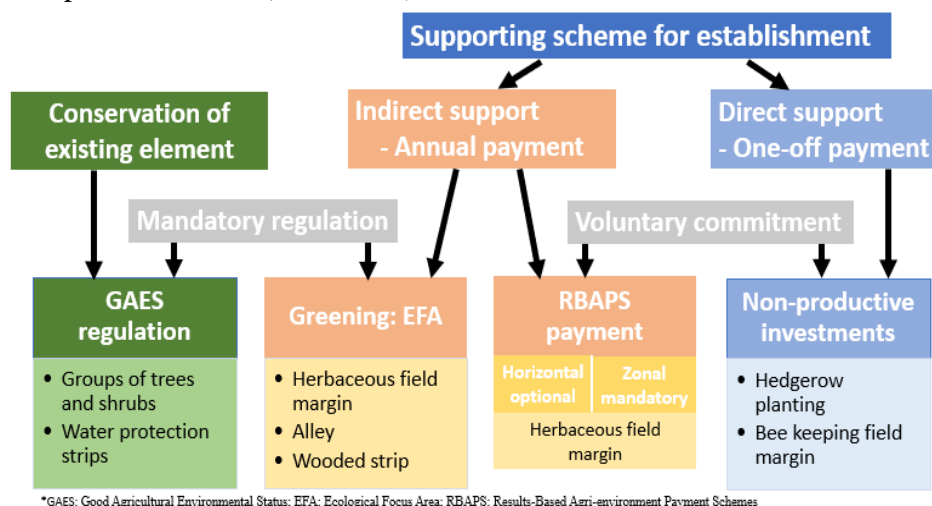 Supporting scheme for establishment
Conservation of
existing element
Indirect support
- Annual payment
Direct support
- One-off payment
Mandatory regulation
Voluntary commitment
GAES
regulation
Greening: EFA
RBAPS
payment
Non-productive
investments
• Groups of trees
and shrubs
• Water protection
strips
• Herbaceous field
margin
• Alley
• Wooded strip
Horizontal
optional
Zonal
mandatory
Herbaceous field
margin
• Hedgerow
planting
• Bee keeping field
margin
*GAES: Good Agricultural Environmental Status; EFA: Ecological Focus Area; RBAPS: Results-Based Agri-environment Payment Schemes